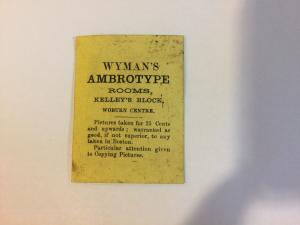 WYMAN'S
AMBROTYPE
ROOMS,
KELLEY'S BLOCK,
WOBURN CENTRE.
Pictures taken for 25 Cents
and upwards; warranted as
good, if not superior, to any
taken in Boston.
Particular attention given
to Copying Pictures.